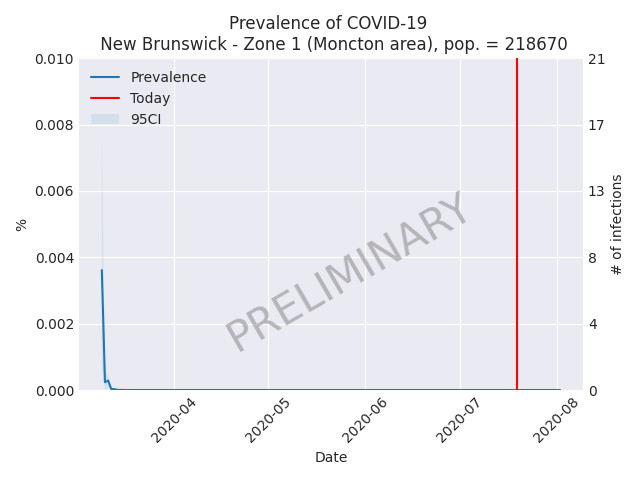 Prevalence of COVID-19
New Brunswick - Zone 1 (Moncton area), pop. = 218670
Prevalence
Today
95CI
0.010
0.008
0.006
0.004
0.002
0.000
%
21
17
13
8
4
0
# of infections
PRELIMINARY
2020-04
2020-05
2020-06
2020-07
2020-08
Date